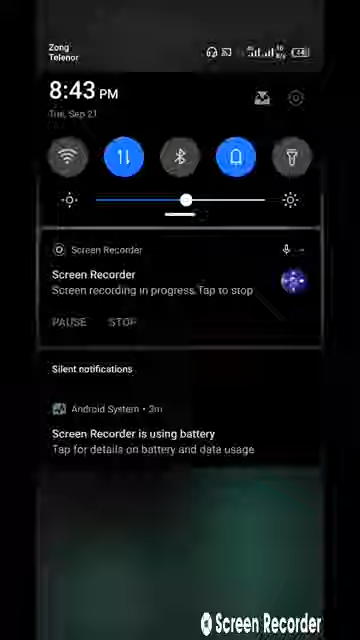 Zong
Telenor
8:43 PM
Tue, Sep 21
Screen Recorder
Screen Recorder
Screen recording in progress.Tap to stop
PAUSE STOP
Silent notifications
Android System • 3m
Screen Recorder is using battery
Tap for details on battery and data usage
Screen Recorder